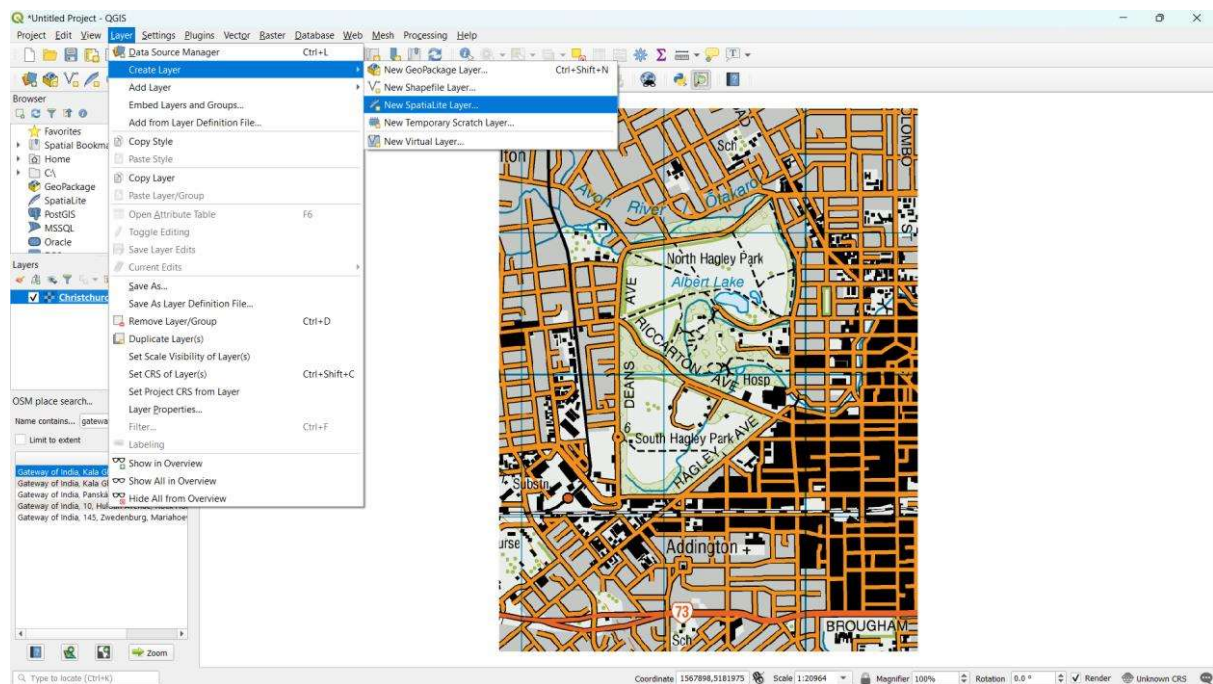 *Untitled Project - QGIS
Project Edit View Layer Settings Plugins Vector Raster Database Web Mesh Processing Help
Data Source Manager Ctrl+L
Create Layer
Add Layer
Embed Layers and Groups...
Add from Layer Definition File...
Copy Style
Paste Style
Copy Layer
Paste Layer/Group
Open Attribute Table F6
Toggle Editing
Save Layer Edits
Current Edits
Save As...
Save As Layer Definition File...
Remove Layer/Group Ctrl+D
Duplicate Layer(s)
Set Scale Visibility of Layer(s)
Set CRS of Layer(s) Ctrl+Shift+C
Set Project CRS from Layer
Layer Properties...
Filter... Ctrl+F
Labeling
Show in Overview
Show All in Overview
Hide All from Overview
New GeoPackage Layer... Ctrl+Shift+N
New Shapefile Layer...
New SpatiaLite Layer...
New Temporary Scratch Layer...
New Virtual Layer...
Browser
Favorites
Spatial Bookma
Home
C:\
GeoPackage
SpatiaLite
PostGIS
MSSQL
Oracle
Layers
Christchurc
OSM place search...
Name contains... gatewa
Limit to extent
Gateway of India, Kala G
Gateway of India, Kala G
Gateway of India, Panská
Gateway of India, 10,
Gateway of India, 145, Zwedenburg, Mariahoe
Zoom
Sch
COLOMBO
ST
lton
Avon River / Ōtākaro
North Hagley Park
Albert Lake
DEANS AVE
RICCARTON AVE
Hosp
6
South Hagley Park
HAGLEY AVE
Substn
urse
Addington
73
Sch
BROUGHAM
Type to locate (Ctrl+K)
Coordinate 1567898,5181975 Scale 1:20964 Magnifier 100% Rotation 0.0 ° Render Unknown CRS